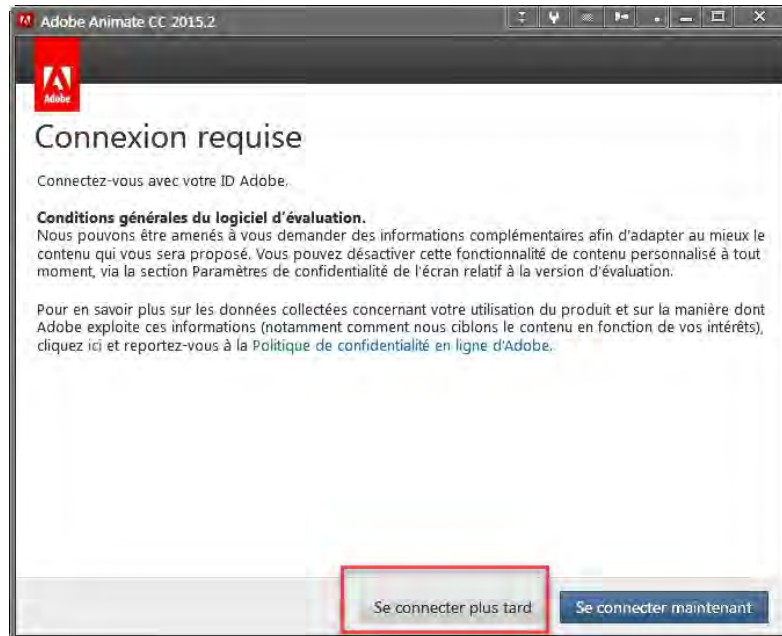 Adobe Animate CC 2015.2
Adobe
Connexion requise
Connectez-vous avec votre ID Adobe.
Conditions générales du logiciel d'évaluation.
Nous pouvons être amenés à vous demander des informations complémentaires afin d'adapter au mieux le
contenu qui vous sera proposé. Vous pouvez désactiver cette fonctionnalité de contenu personnalisé à tout
moment, via la section Paramètres de confidentialité de l'écran relatif à la version d'évaluation.
Pour en savoir plus sur les données collectées concernant votre utilisation du produit et sur la manière dont
Adobe exploite ces informations (notamment comment nous ciblons le contenu en fonction de vos intérêts),
cliquez ici et reportez-vous à la Politique de confidentialité en ligne d'Adobe.
Se connecter plus tard
Se connecter maintenant